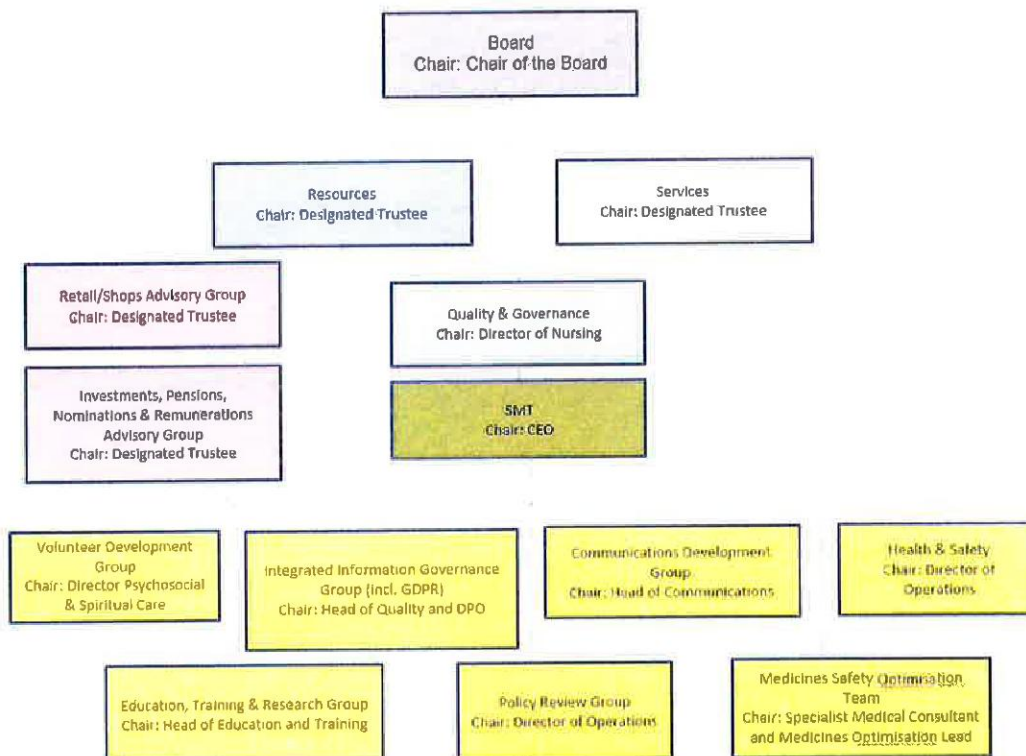 Board
Chair: Chair of the Board
Resources
Chair: Designated Trustee
Services
Chair: Designated Trustee
Retail/Shops Advisory Group
Chair: Designated Trustee
Quality & Governance
Chair: Director of Nursing
Investments, Pensions,
Nominations & Remunerations
Advisory Group
Chair: Designated Trustee
SMT
Chair: CEO
Volunteer Development
Group
Chair: Director Psychosocial
& Spiritual Care
Integrated Information Governance
Group (incl. GDPR)
Chair: Head of Quality and DPO
Communications Development
Group
Chair: Head of Communications
Health & Safety
Chair: Director of
Operations
Education, Training & Research Group
Chair: Head of Education and Training
Policy Review Group
Chair: Director of Operations
Medicines Safety Optimisation
Team
Chair: Specialist Medical Consultant
and Medicines Optimisation Lead